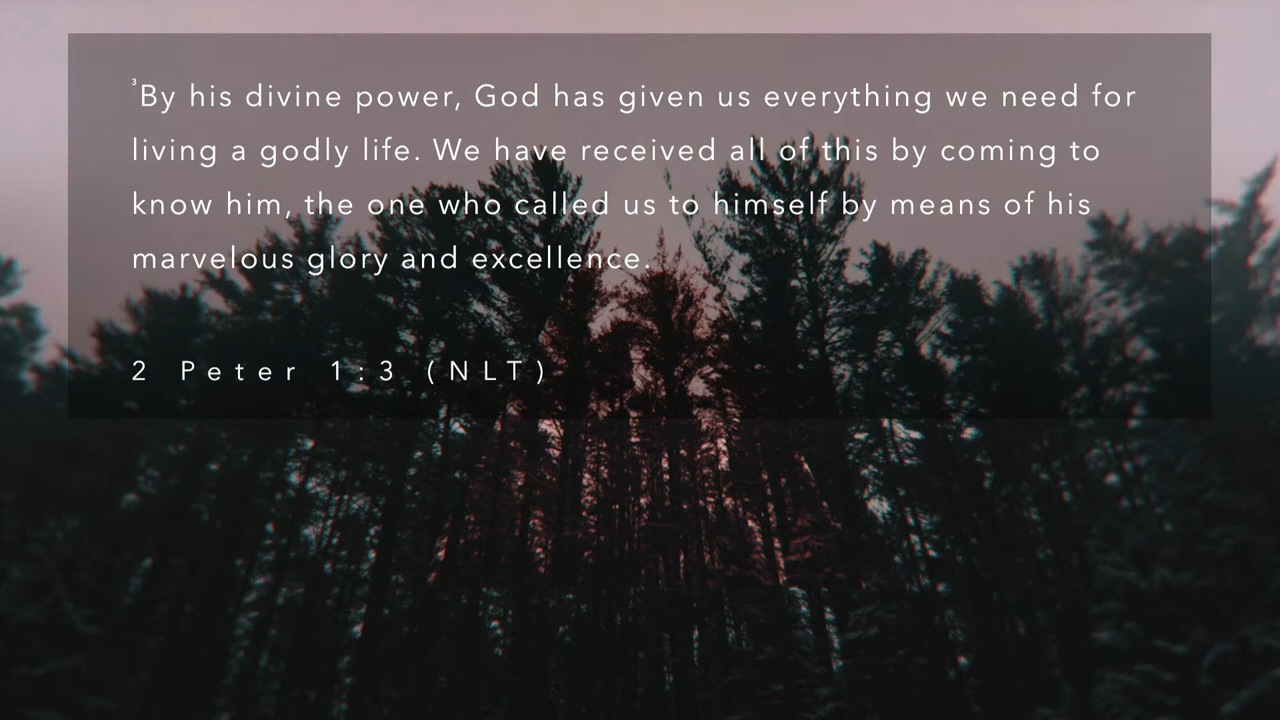 ³By his divine power, God has given us everything we need for
living a godly life. We have received all of this by coming to
know him, the one who called us to himself by means of his
marvelous glory and excellence.
2 Peter 1:3 (NLT)